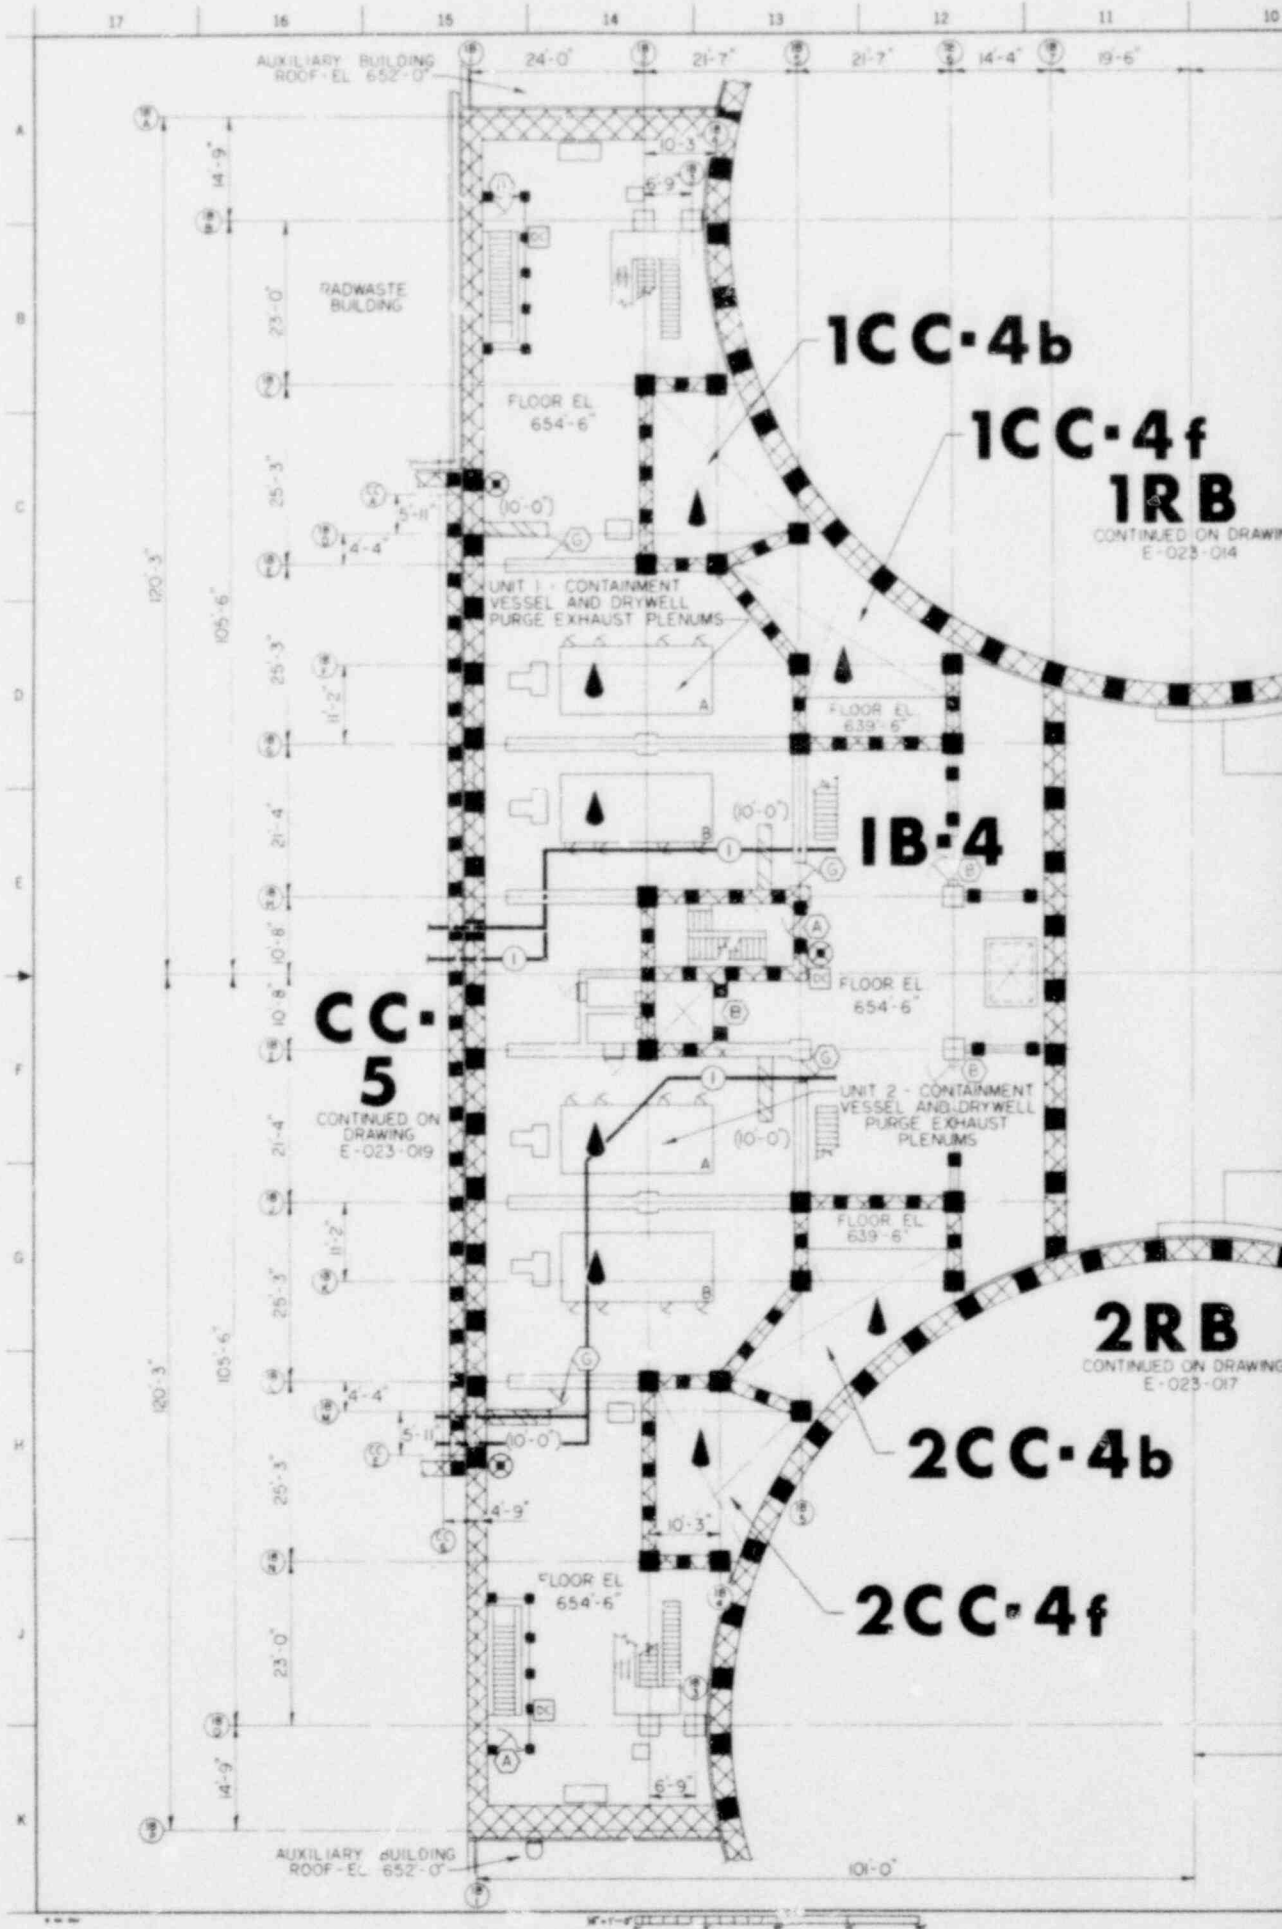 17 16 15 14 13 12 11 10
AUXILIARY BUILDING
ROOF-EL 652'-0"
24'-0" 21'-7" 21'-7" 14'-4" 19'-6"
A
14'-9"
10'-3"
6'-9"
DC
RADWASTE
BUILDING
B
23'-0"
1CC-4b
FLOOR EL
654'-6"
1CC-4f
1RB
CONTINUED ON DRAWIN
E-023-014
C
25'-3"
5'-11"
(10'-0")
4'-4"
G
120'-3"
105'-6"
UNIT 1 - CONTAINMENT
VESSEL AND DRYWELL
PURGE EXHAUST PLENUMS
D
25'-3"
11'-2"
A
FLOOR EL
639'-6"
21'-4"
B
(10'-0")
IB-4
I
G
B
E
10'-8"
A
I
DC
FLOOR EL
654'-6"
CC-
5
CONTINUED ON
DRAWING
E-023-019
10'-8"
B
G
B
F
I
UNIT 2 - CONTAINMENT
VESSEL AND DRYWELL
PURGE EXHAUST
PLENUMS
21'-4"
(10'-0")
A
11'-2"
FLOOR EL
639'-6"
G
25'-3"
B
2RB
CONTINUED ON DRAWING
E-023-017
120'-3"
105'-6"
G
4'-4"
H
5'-11"
(10'-0")
2CC-4b
25'-3"
4'-9"
10'-3"
FLOOR EL
654'-6"
2CC-4f
J
23'-0"
DC
A
14'-9"
6'-9"
K
AUXILIARY BUILDING
ROOF-EL 652'-0"
101'-0"